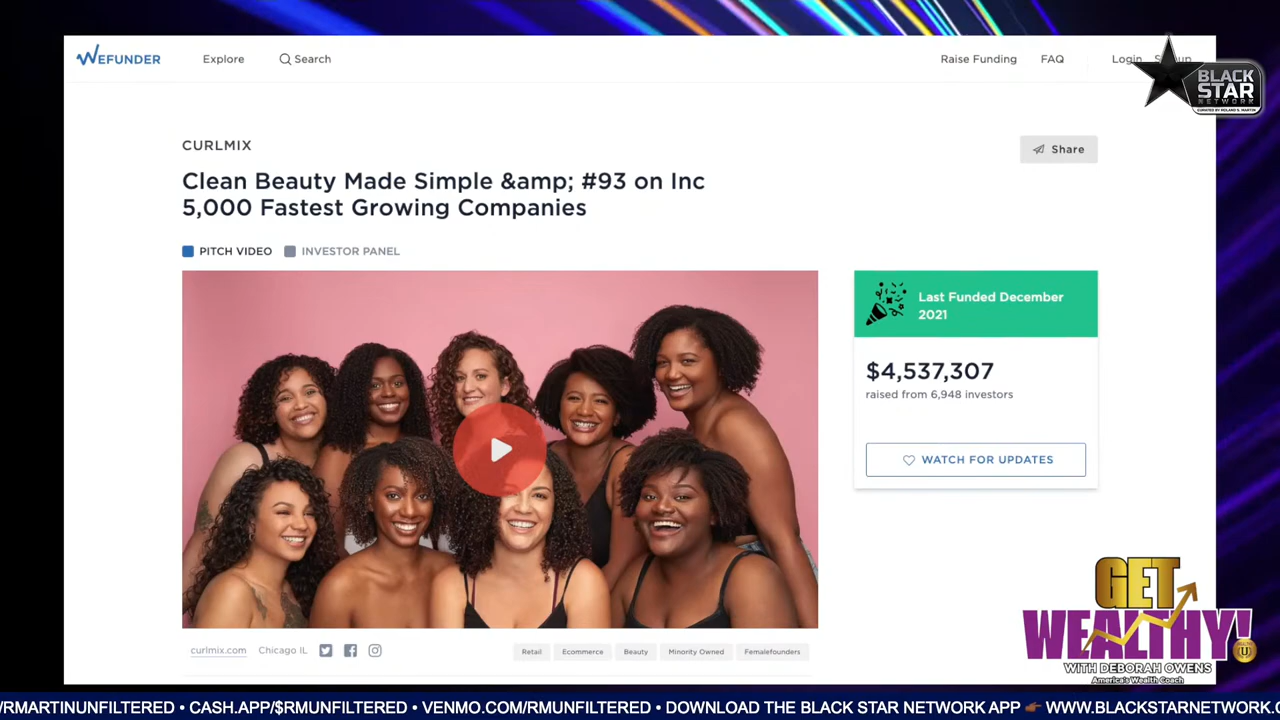 WEFUNDER
Explore
Search
Raise Funding
FAQ
Login
BLACK
STAR
NETWORK
CURATED BY ROLAND S. MARTIN
CURLMIX
Share
Clean Beauty Made Simple &amp; #93 on Inc
5,000 Fastest Growing Companies
PITCH VIDEO
INVESTOR PANEL
Last Funded December
2021
$4,537,307
raised from 6,948 investors
WATCH FOR UPDATES
curlmix.com
Chicago IL
Retail
Ecommerce
Beauty
Minority Owned
Femalefounders
GET
WEALTHY!
WITH DEBORAH OWENS
America's Wealth Coach
/RMARTINUNFILTERED • CASH.APP/$RMUNFILTERED • VENMO.COM/RMUNFILTERED • DOWNLOAD THE BLACK STAR NETWORK APP WWW.BLACKSTARNETWORK.